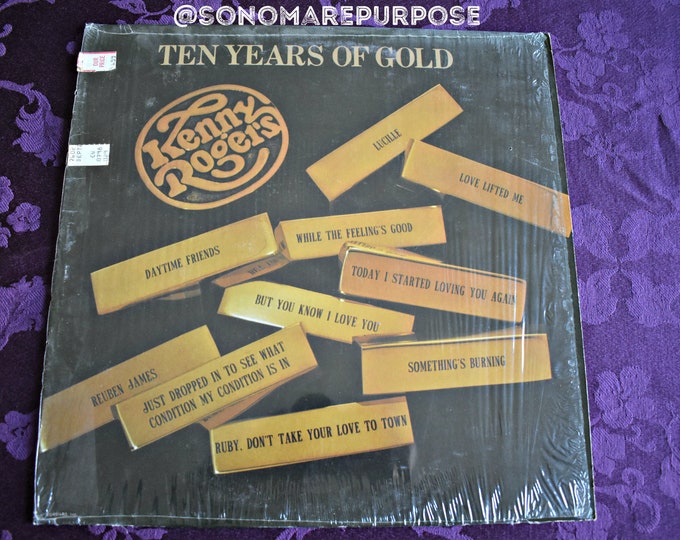 @SONOMAREPURPOSE
TEN YEARS OF GOLD
OUR
PRICE
Kenny
Rogers
LUCILLE
LOVE LIFTED ME
WHILE THE FEELING'S GOOD
DAYTIME FRIENDS
TODAY I STARTED LOVING YOU AGAIN
BUT YOU KNOW I LOVE YOU
SOMETHING'S BURNING
REUBEN JAMES
JUST DROPPED IN TO SEE WHAT
CONDITION MY CONDITION IS IN
RUBY, DON'T TAKE YOUR LOVE TO TOWN